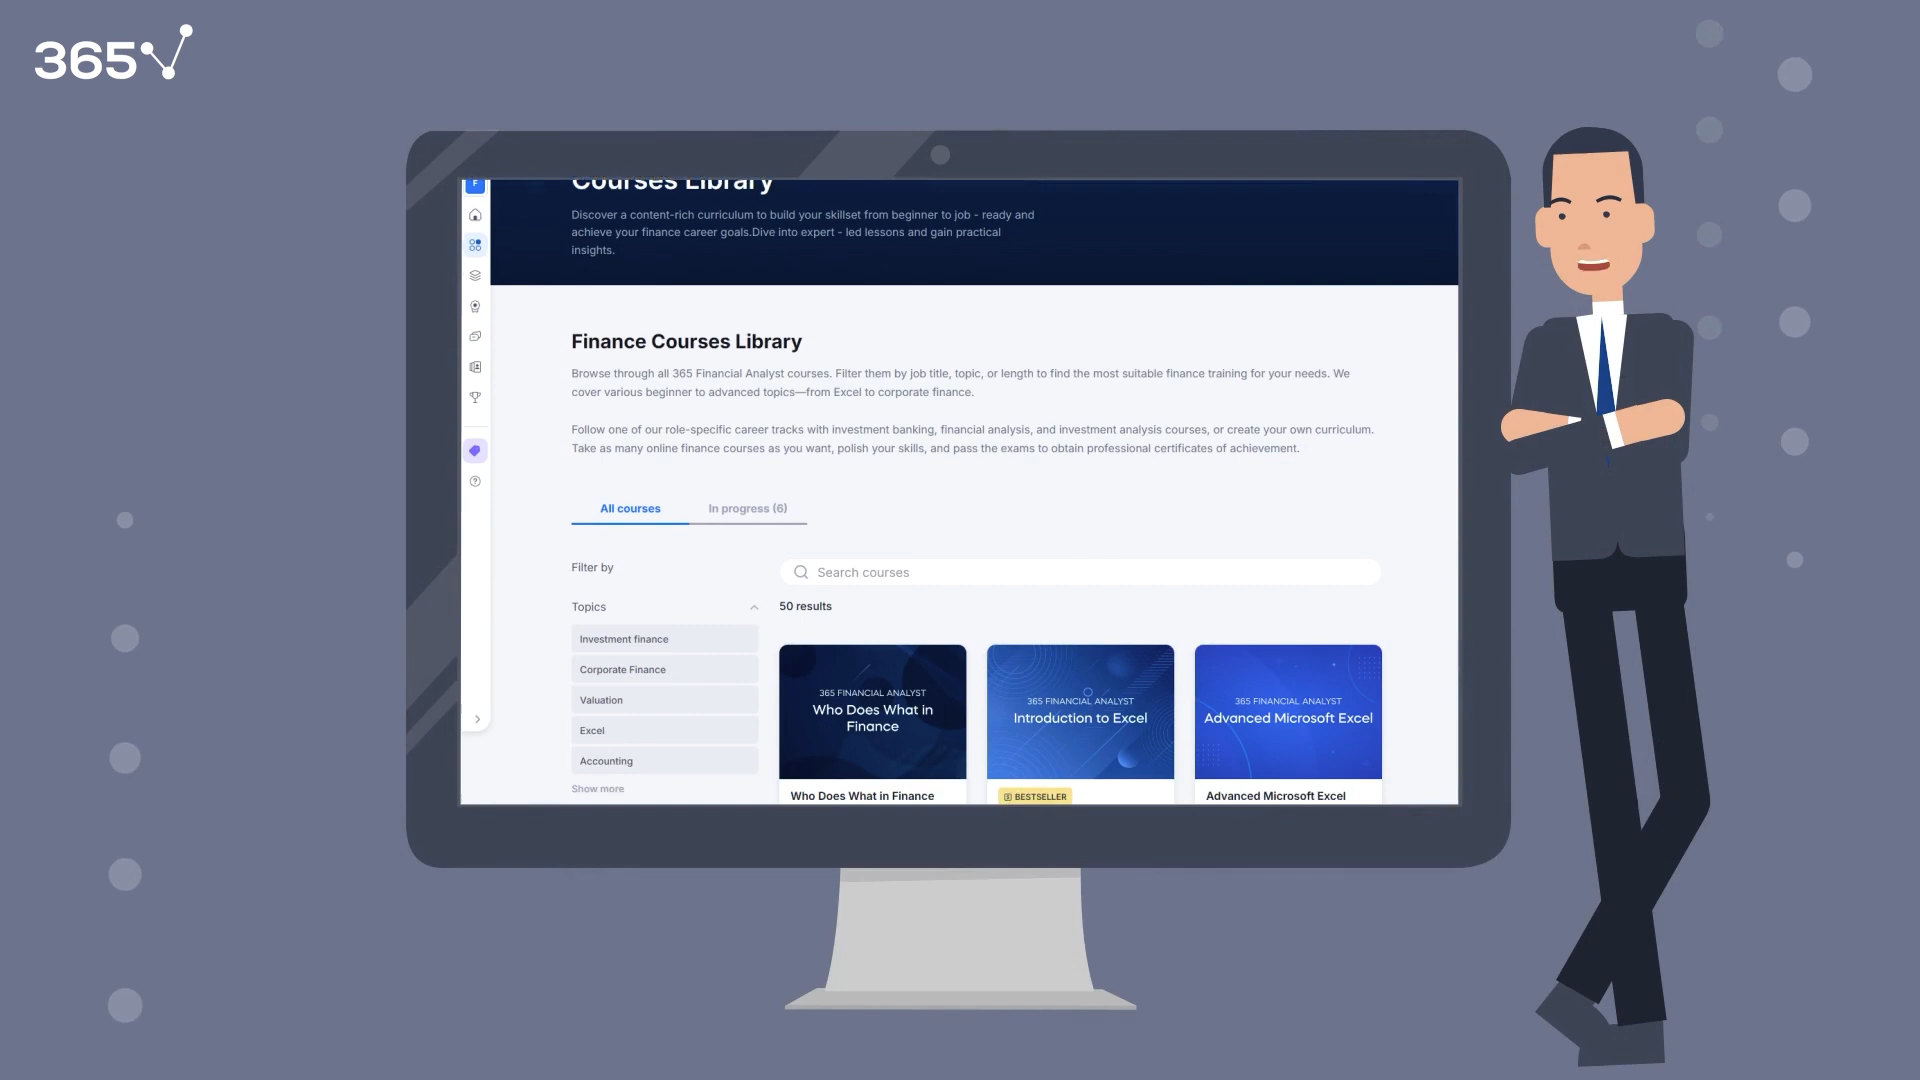 365
Courses Library
F
Discover a content-rich curriculum to build your skillset from beginner to job - ready and
achieve your finance career goals.Dive into expert - led lessons and gain practical
insights.
Finance Courses Library
Browse through all 365 Financial Analyst courses. Filter them by job title, topic, or length to find the most suitable finance training for your needs. We
cover various beginner to advanced topics—from Excel to corporate finance.
Follow one of our role-specific career tracks with investment banking, financial analysis, and investment analysis courses, or create your own curriculum.
Take as many online finance courses as you want, polish your skills, and pass the exams to obtain professional certificates of achievement.
All courses
In progress (6)
Filter by
Search courses
Topics
50 results
Investment finance
Corporate Finance
Valuation
Excel
Accounting
Show more
365 FINANCIAL ANALYST
Who Does What in
Finance
Who Does What in Finance
365 FINANCIAL ANALYST
Introduction to Excel
BESTSELLER
365 FINANCIAL ANALYST
Advanced Microsoft Excel
Advanced Microsoft Excel